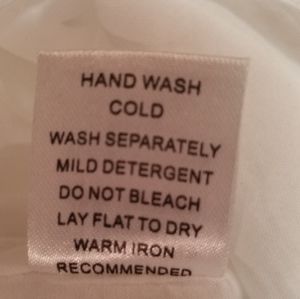 HAND WASH
COLD
WASH SEPARATELY
MILD DETERGENT
DO NOT BLEACH
LAY FLAT TO DRY
WARM IRON
RECOMMENDED